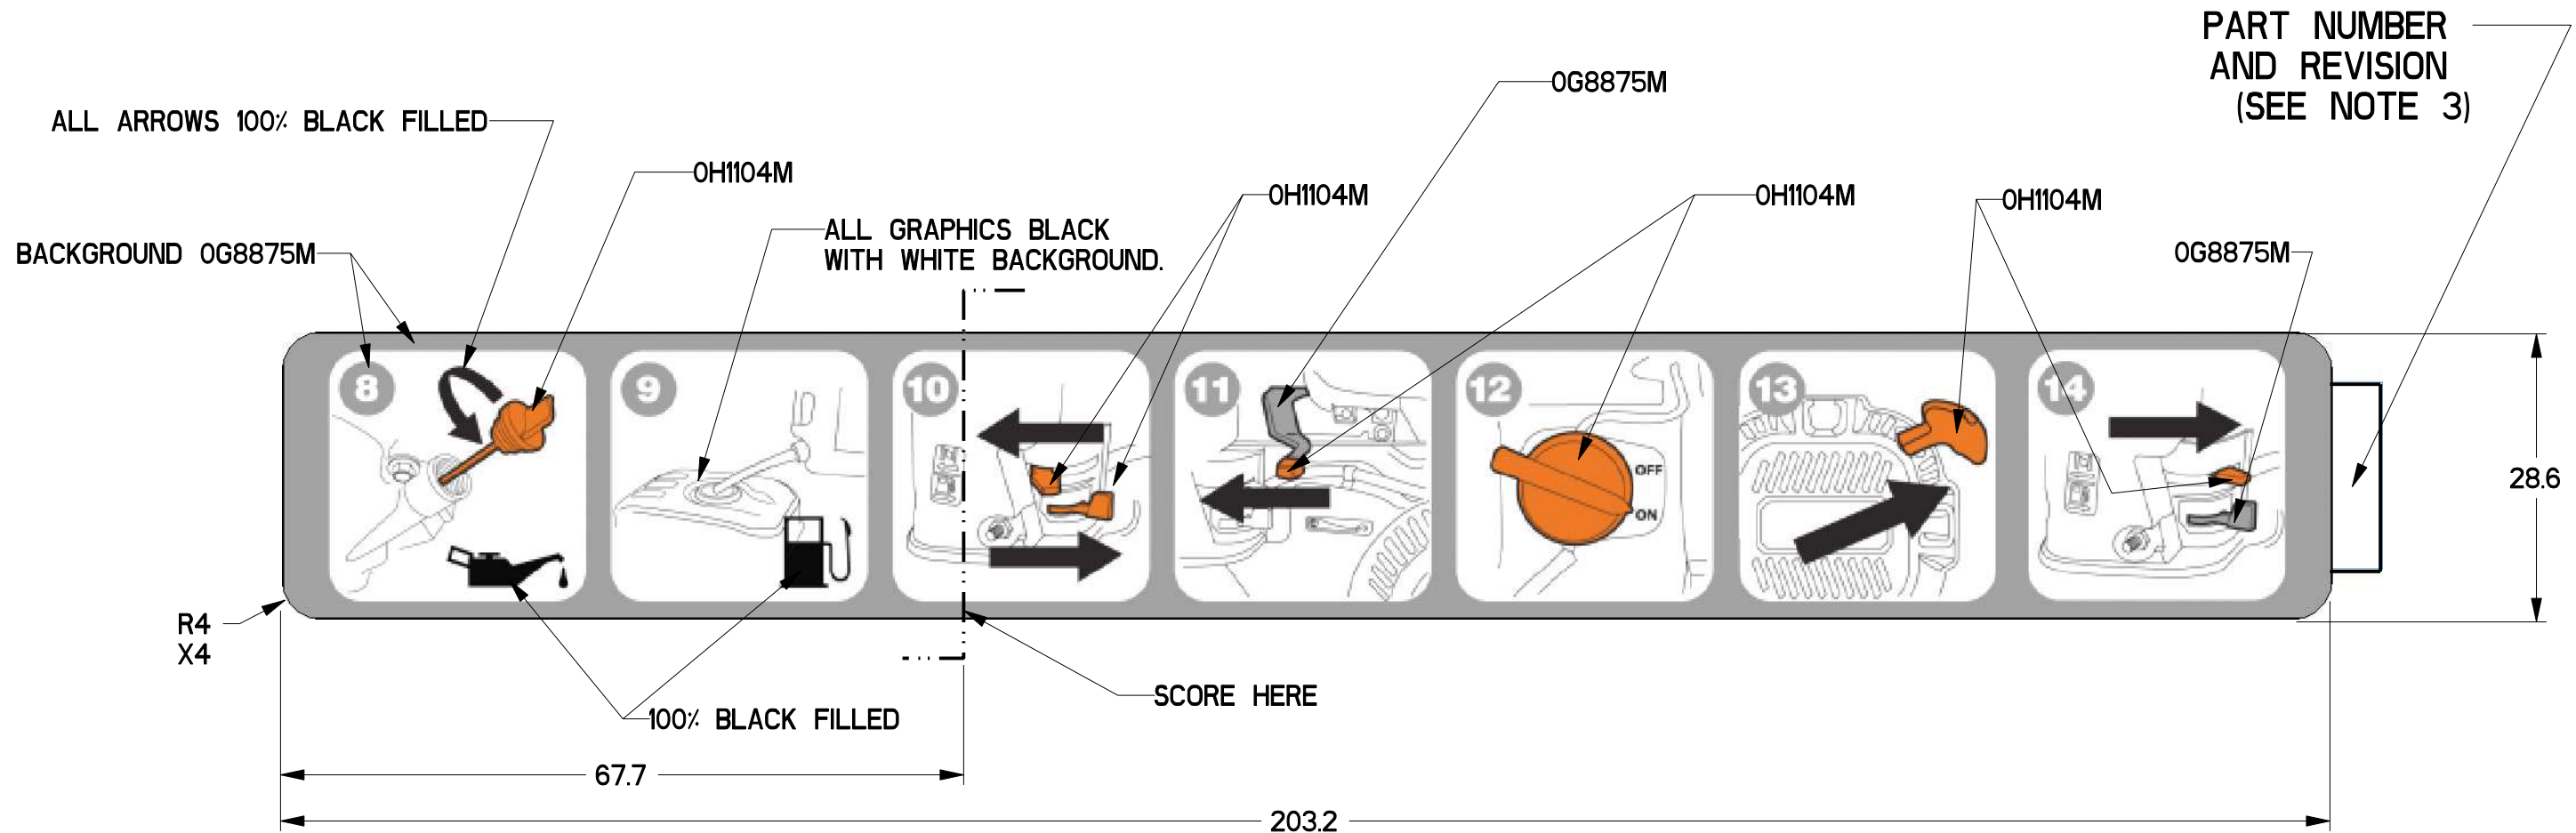 PART NUMBER
AND REVISION
(SEE NOTE 3)
0G8875M
ALL ARROWS 100% BLACK FILLED
0H1104M
0H1104M
0H1104M
0H1104M
ALL GRAPHICS BLACK
WITH WHITE BACKGROUND.
BACKGROUND 0G8875M
0G8875M
8
9
10
11
12
13
14
OFF
ON
28.6
R4
X4
SCORE HERE
100% BLACK FILLED
67.7
203.2